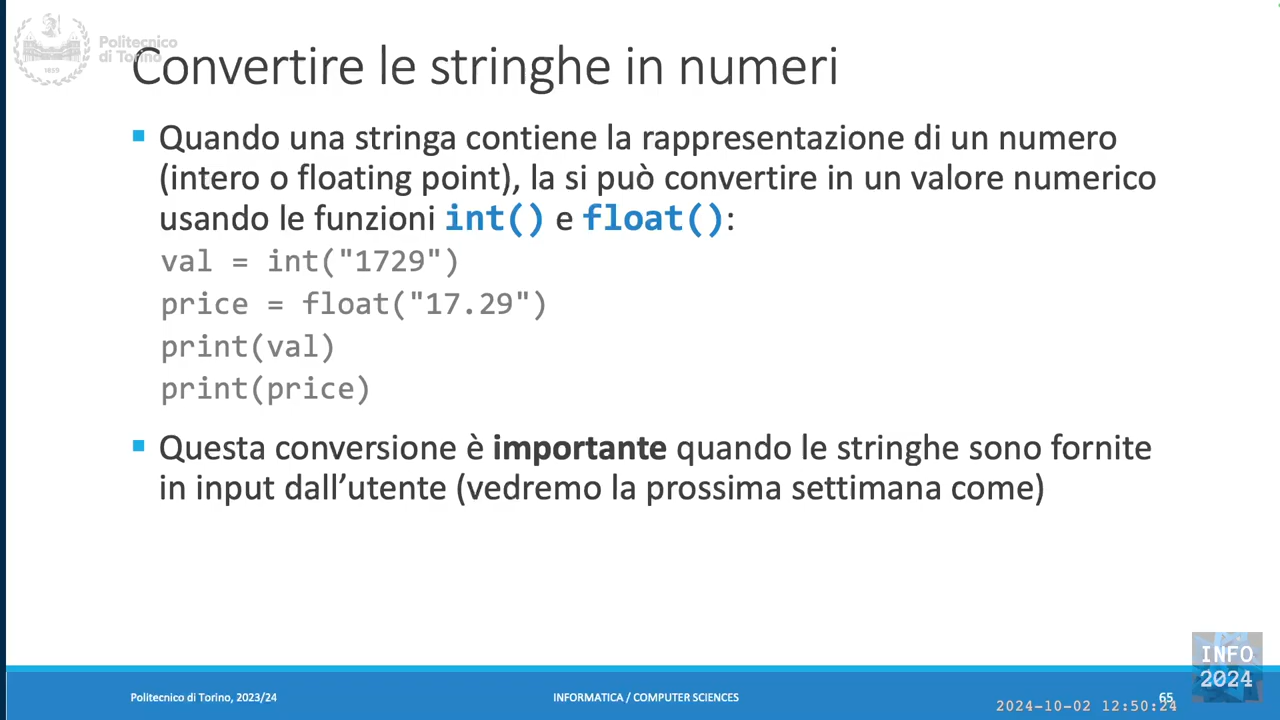 Politecnico
di Torino
1859
Convertire le stringhe in numeri
▪ Quando una stringa contiene la rappresentazione di un numero
(intero o floating point), la si può convertire in un valore numerico
usando le funzioni int() e float():
val = int("1729")
price = float("17.29")
print(val)
print(price)
▪ Questa conversione è importante quando le stringhe sono fornite
in input dall’utente (vedremo la prossima settimana come)
Politecnico di Torino, 2023/24
INFORMATICA / COMPUTER SCIENCES
65
INFO
2024
2024-10-02 12:50:24